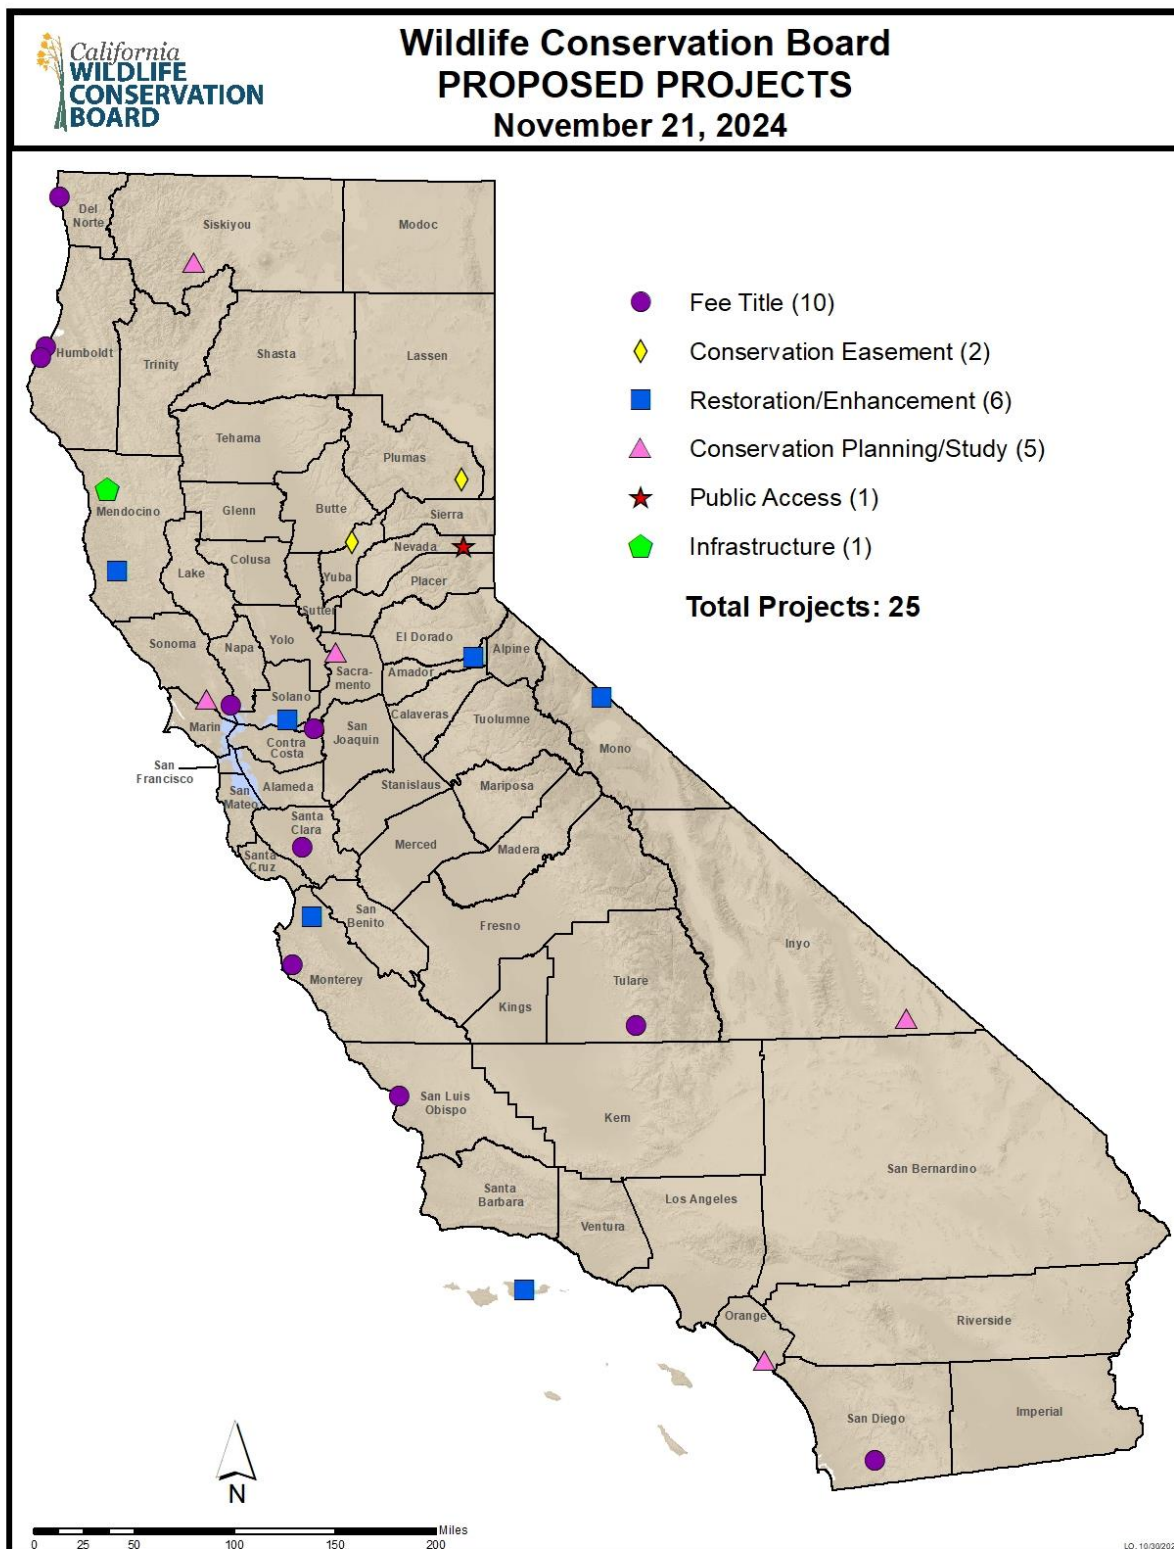 California
WILDLIFE
CONSERVATION
BOARD
Wildlife Conservation Board
PROPOSED PROJECTS
November 21, 2024
Fee Title (10)
Conservation Easement (2)
Restoration/Enhancement (6)
Conservation Planning/Study (5)
Public Access (1)
Infrastructure (1)
Total Projects: 25
Del
Norte
Siskiyou
Modoc
Humboldt
Trinity
Shasta
Lassen
Tehama
Plumas
Mendocino
Glenn
Butte
Sierra
Lake
Colusa
Yuba
Nevada
Placer
Sutter
Sonoma
Napa
Yolo
El Dorado
Alpine
Sacra-
mento
Amador
Solano
Marin
Contra
Costa
San
Joaquin
Calaveras
Tuolumne
Mono
San
Francisco
San
Mateo
Alameda
Stanislaus
Mariposa
Santa
Clara
Santa
Cruz
Merced
Madera
San
Benito
Fresno
Inyo
Monterey
Kings
Tulare
San Luis
Obispo
Kern
San Bernardino
Santa
Barbara
Ventura
Los Angeles
Orange
Riverside
San Diego
Imperial
N
Miles
0 25 50 100 150 200